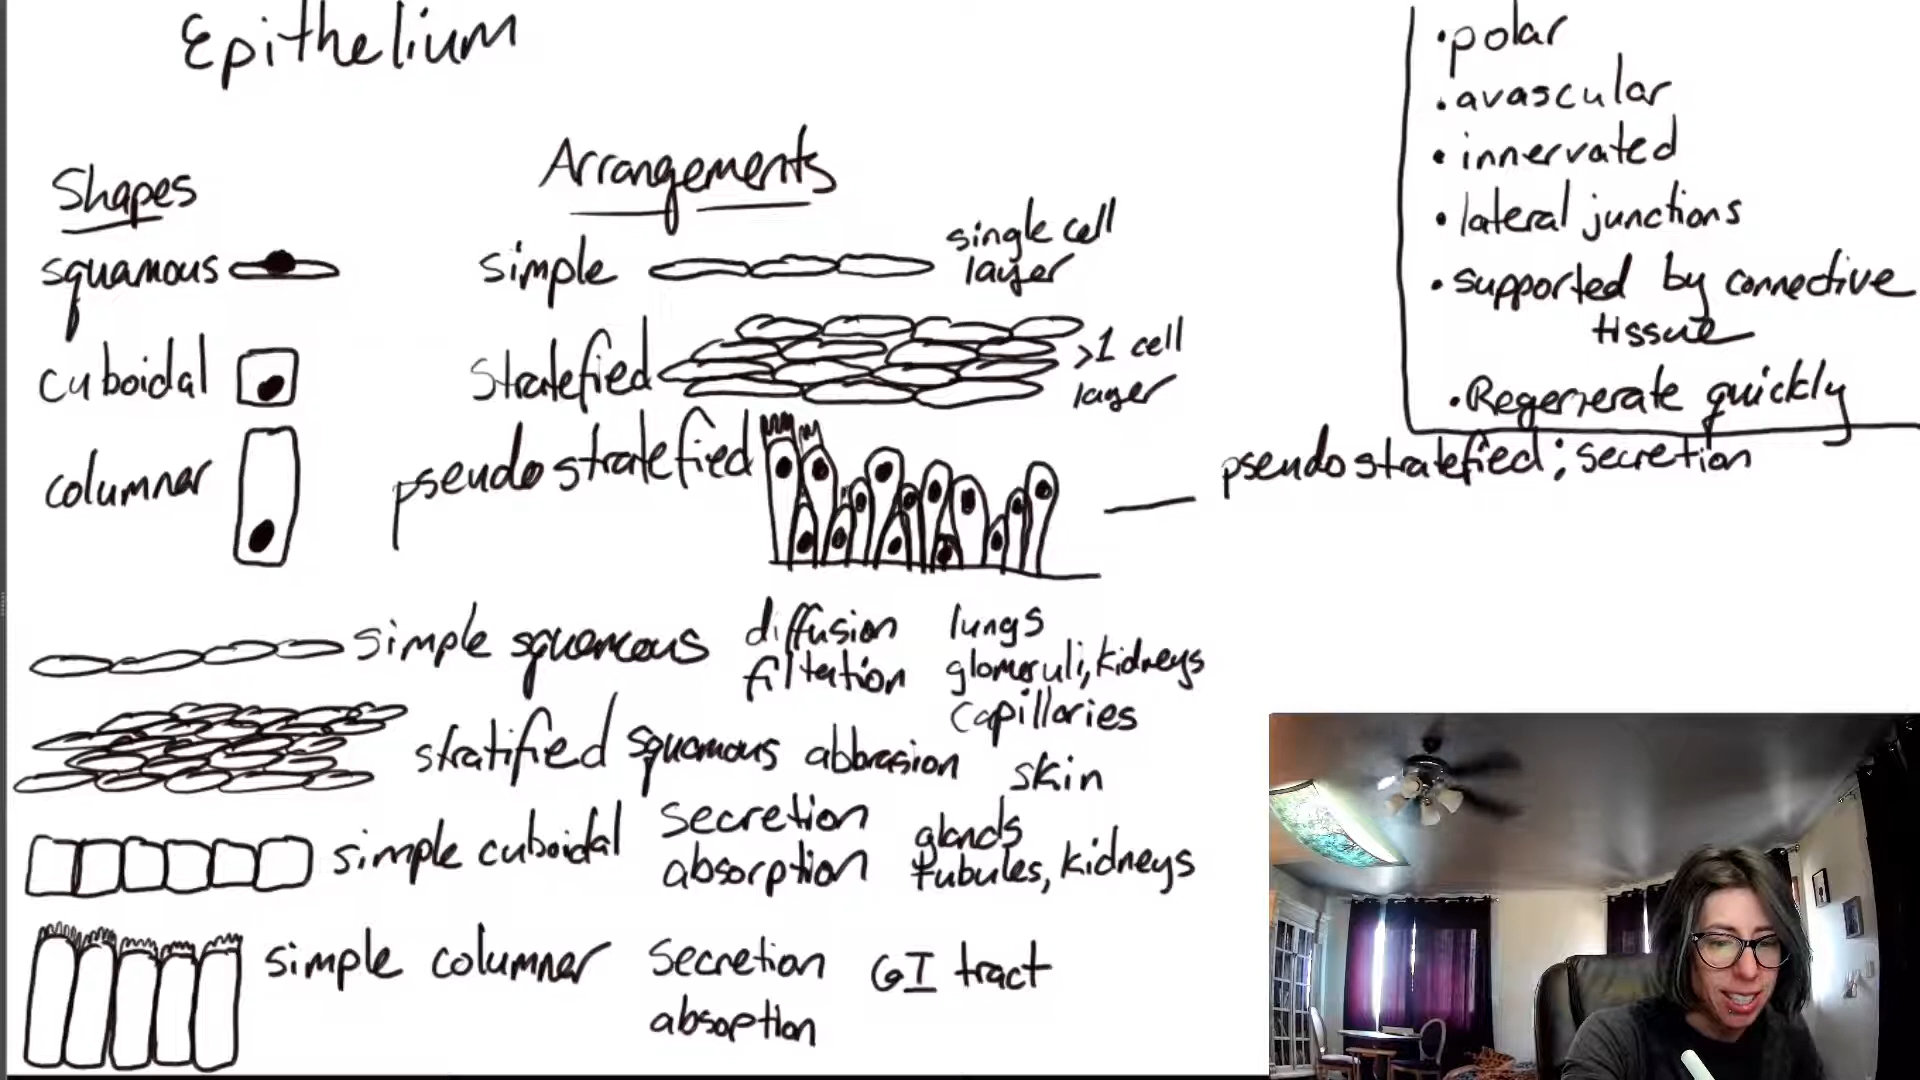 Epithelium
Shapes
squamous
cuboidal
columnar
Arrangements
simple
single cell
layer
stratefied
>1 cell
layer
pseudostratefied
•polar
•avascular
•innervated
•lateral junctions
•supported by connective
tissue
•Regenerate quickly
pseudostratefied; secretion
simple squamous diffusion lungs
filtration glomeruli, kidneys
capillaries
stratified squamous abbrasion skin
simple cuboidal secretion glands
absorption tubules, kidneys
simple columnar secretion GI tract
absoption